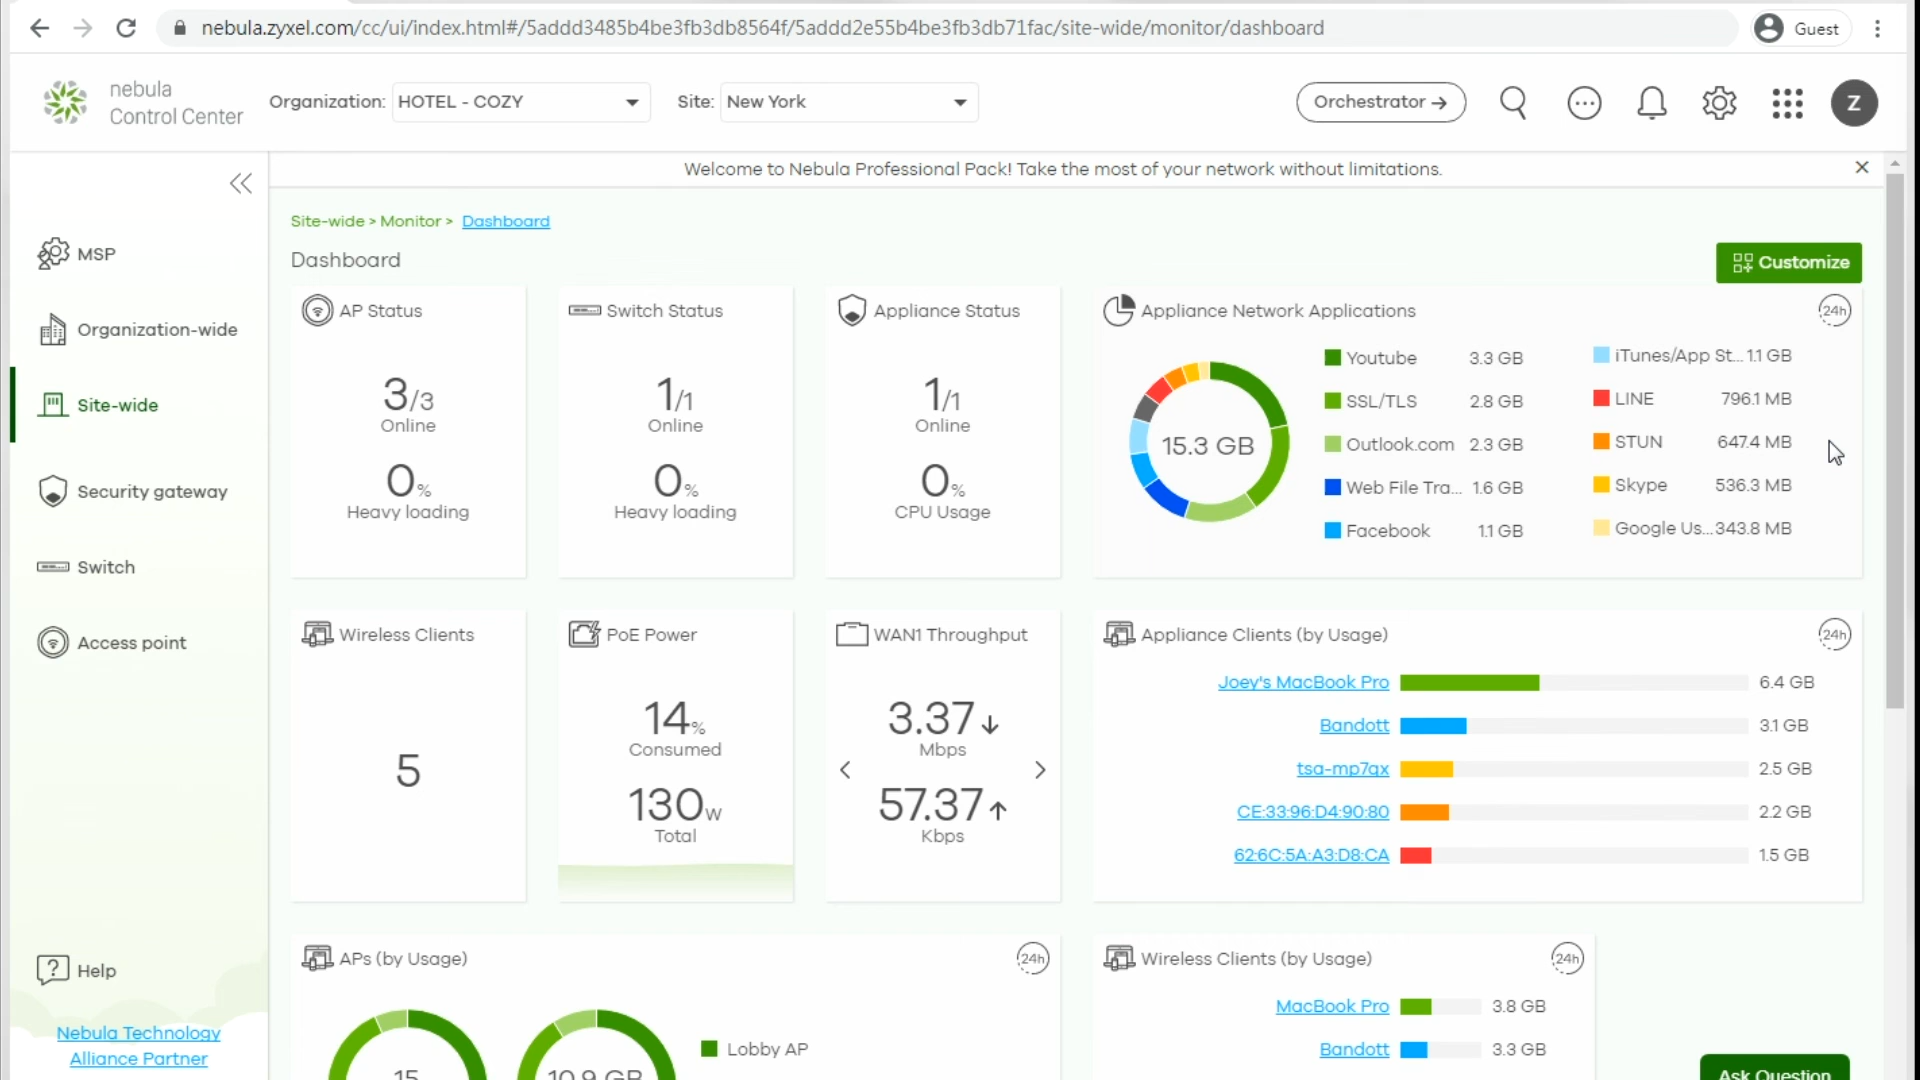 nebula.zyxel.com/cc/ui/index.html#/5addd3485b4be3fb3db8564f/5addd2e55b4be3fb3db71fac/site-wide/monitor/dashboard
Guest
nebula
Control Center
Organization: HOTEL - COZY
Site: New York
Orchestrator →
Z
Welcome to Nebula Professional Pack! Take the most of your network without limitations.
MSP
Organization-wide
Site-wide
Security gateway
Switch
Access point
Help
Nebula Technology
Alliance Partner
Site-wide > Monitor > Dashboard
Dashboard
Customize
AP Status
3/3
Online
0%
Heavy loading
Switch Status
1/1
Online
0%
Heavy loading
Appliance Status
1/1
Online
0%
CPU Usage
Appliance Network Applications
24h
15.3 GB
Youtube 3.3 GB
SSL/TLS 2.8 GB
Outlook.com 2.3 GB
Web File Tra... 1.6 GB
Facebook 1.1 GB
iTunes/App St... 1.1 GB
LINE 796.1 MB
STUN 647.4 MB
Skype 536.3 MB
Google Us... 343.8 MB
Wireless Clients
5
PoE Power
14%
Consumed
130W
Total
WAN1 Throughput
3.37↓
Mbps
57.37↑
Kbps
Appliance Clients (by Usage)
24h
Joey's MacBook Pro 6.4 GB
Bandott 3.1 GB
tsa-mp7qx 2.5 GB
CE:33:96:D4:90:80 2.2 GB
62:6C:5A:A3:D8:CA 1.5 GB
APs (by Usage)
24h
15
10.9 GB
Lobby AP
Wireless Clients (by Usage)
24h
MacBook Pro 3.8 GB
Bandott 3.3 GB
Ask Question